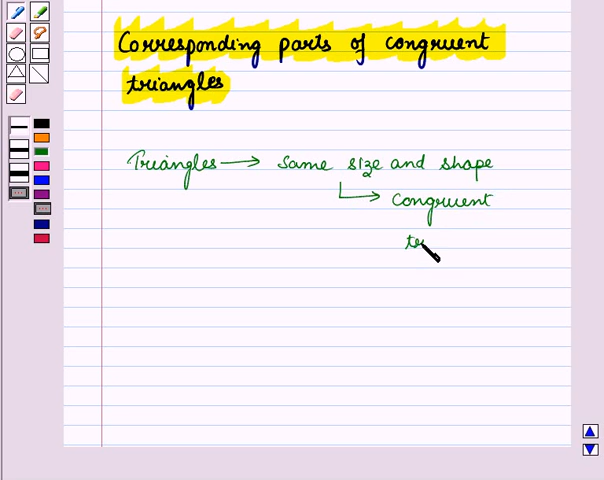 Corresponding parts of congruent
triangles
Triangles → same size and shape
↳ Congruent